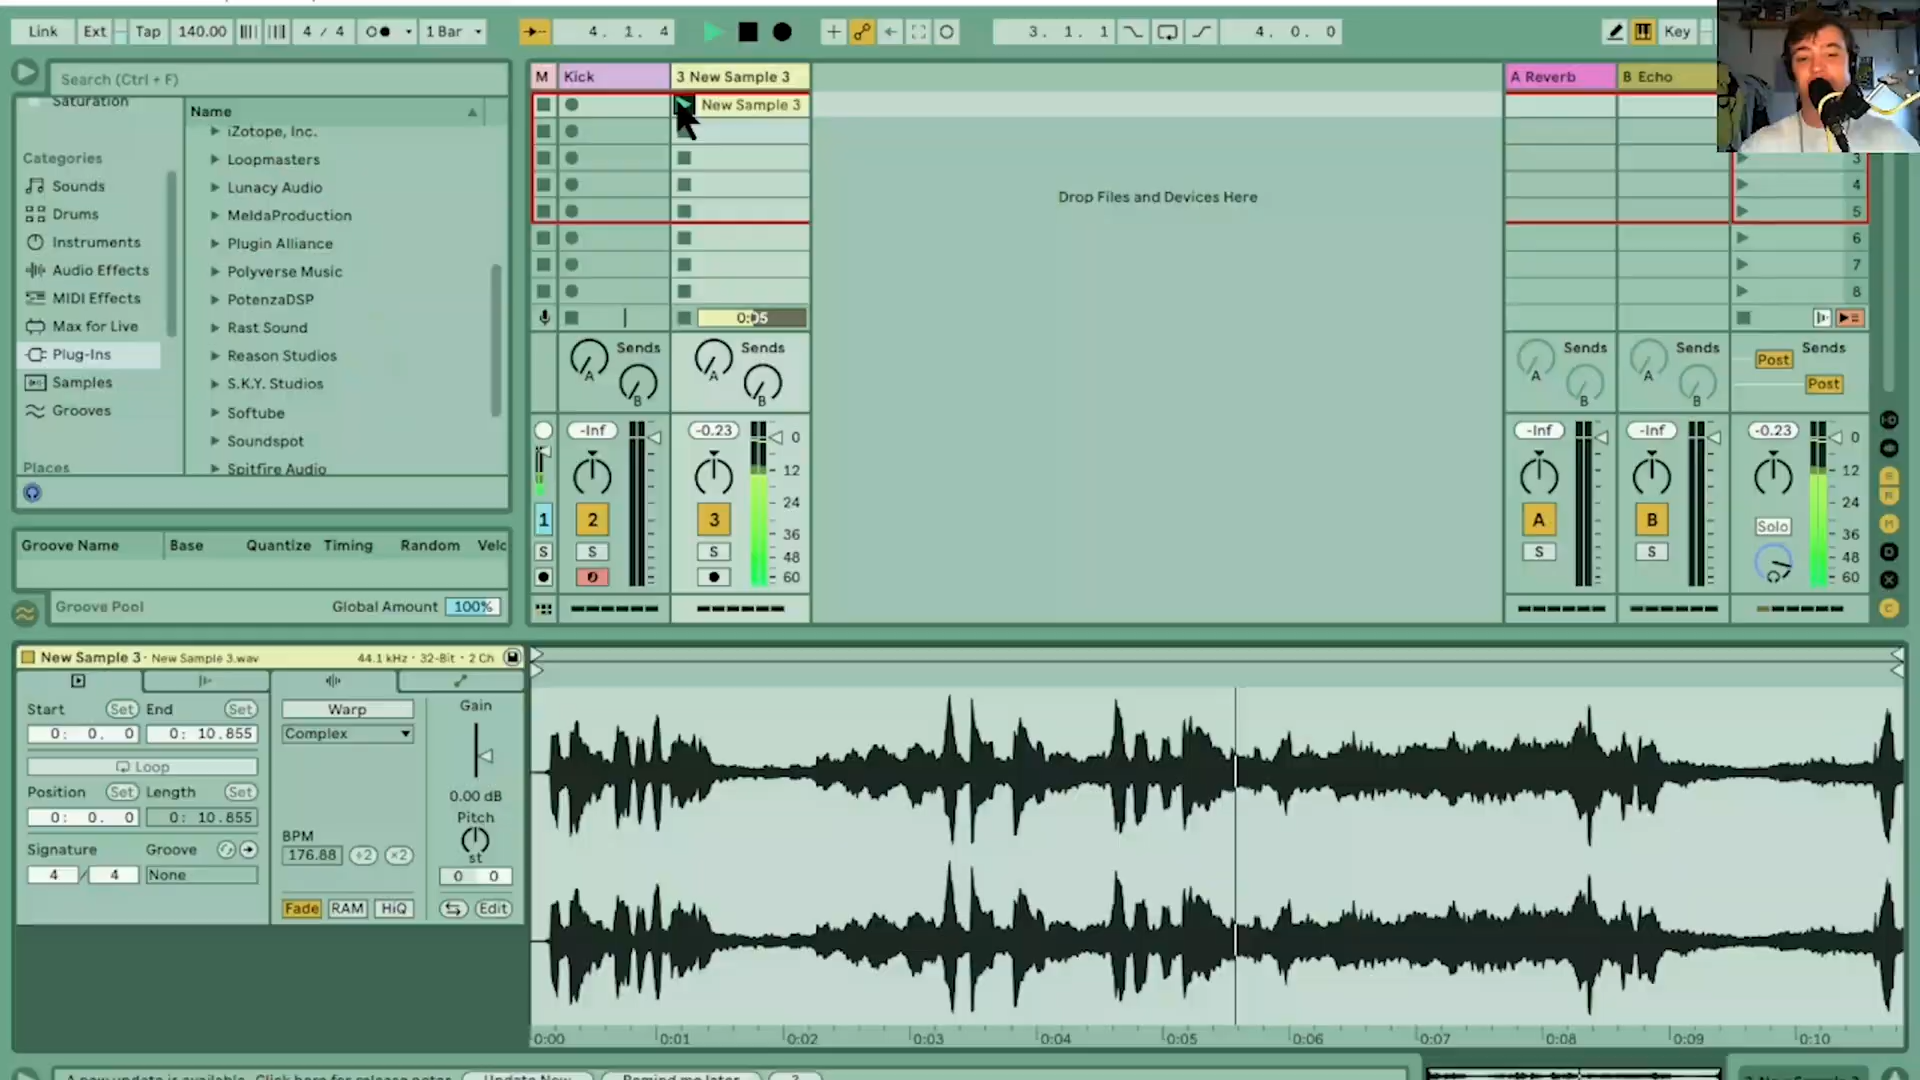 Link Ext Tap 140.00 4 / 4 1 Bar 4. 1. 4 3. 1. 1 4. 0. 0 Key
Search (Ctrl + F)
Saturation
Categories
Sounds
Drums
Instruments
Audio Effects
MIDI Effects
Max for Live
Plug-Ins
Samples
Grooves
Places
Name
iZotope, Inc.
Loopmasters
Lunacy Audio
MeldaProduction
Plugin Alliance
Polyverse Music
PotenzaDSP
Rast Sound
Reason Studios
S.K.Y. Studios
Softube
Soundspot
Spitfire Audio
Groove Name Base Quantize Timing Random Velc
Groove Pool Global Amount 100%
M Kick 3 New Sample 3 A Reverb B Echo
New Sample 3
Drop Files and Devices Here
3
4
5
6
7
8
0:05
Sends Sends Sends Sends Sends
A A A A Post
B B B B Post
-Inf -0.23 -Inf -Inf -0.23
0 0
12 12
24 24
36 36
48 48
60 60
1 2 3 A B Solo
S S S S S
New Sample 3 · New Sample 3.wav 44.1 kHz · 32-Bit · 2 Ch
Start Set End Set
0: 0. 0 0: 10.855
Loop
Position Set Length Set
0: 0. 0 0: 10.855
Signature Groove
4 / 4 None
Warp
Complex
BPM
176.88 ÷2 ×2
Fade RAM HiQ
Gain
0.00 dB
Pitch
st
0 0
Edit
0:00 0:01 0:02 0:03 0:04 0:05 0:06 0:07 0:08 0:09 0:10
A new update is available. Click here for release notes. Update Now Remind me later ? 3 New Sample 3